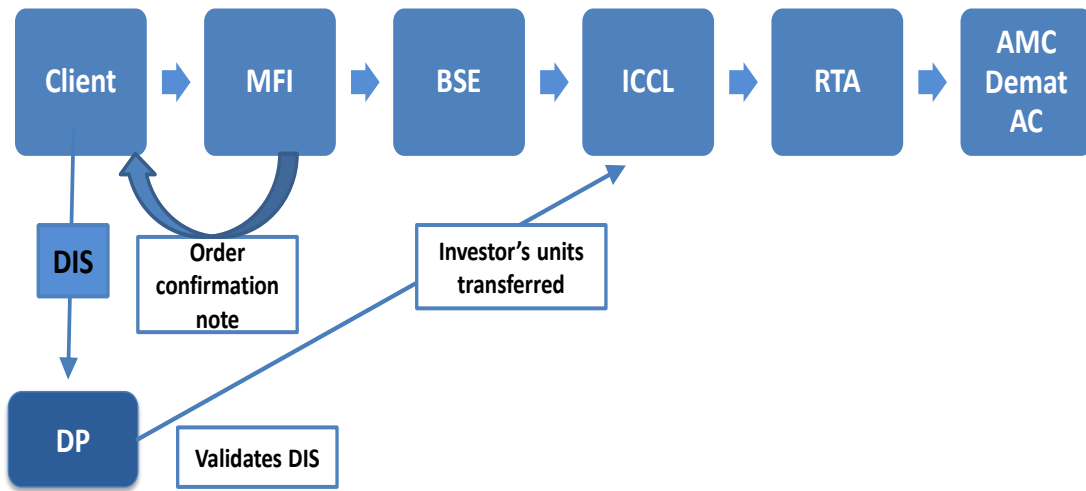 Client
MFI
BSE
ICCL
RTA
AMC
Demat
AC
DIS
Order
confirmation
note
Investor’s units
transferred
DP
Validates DIS